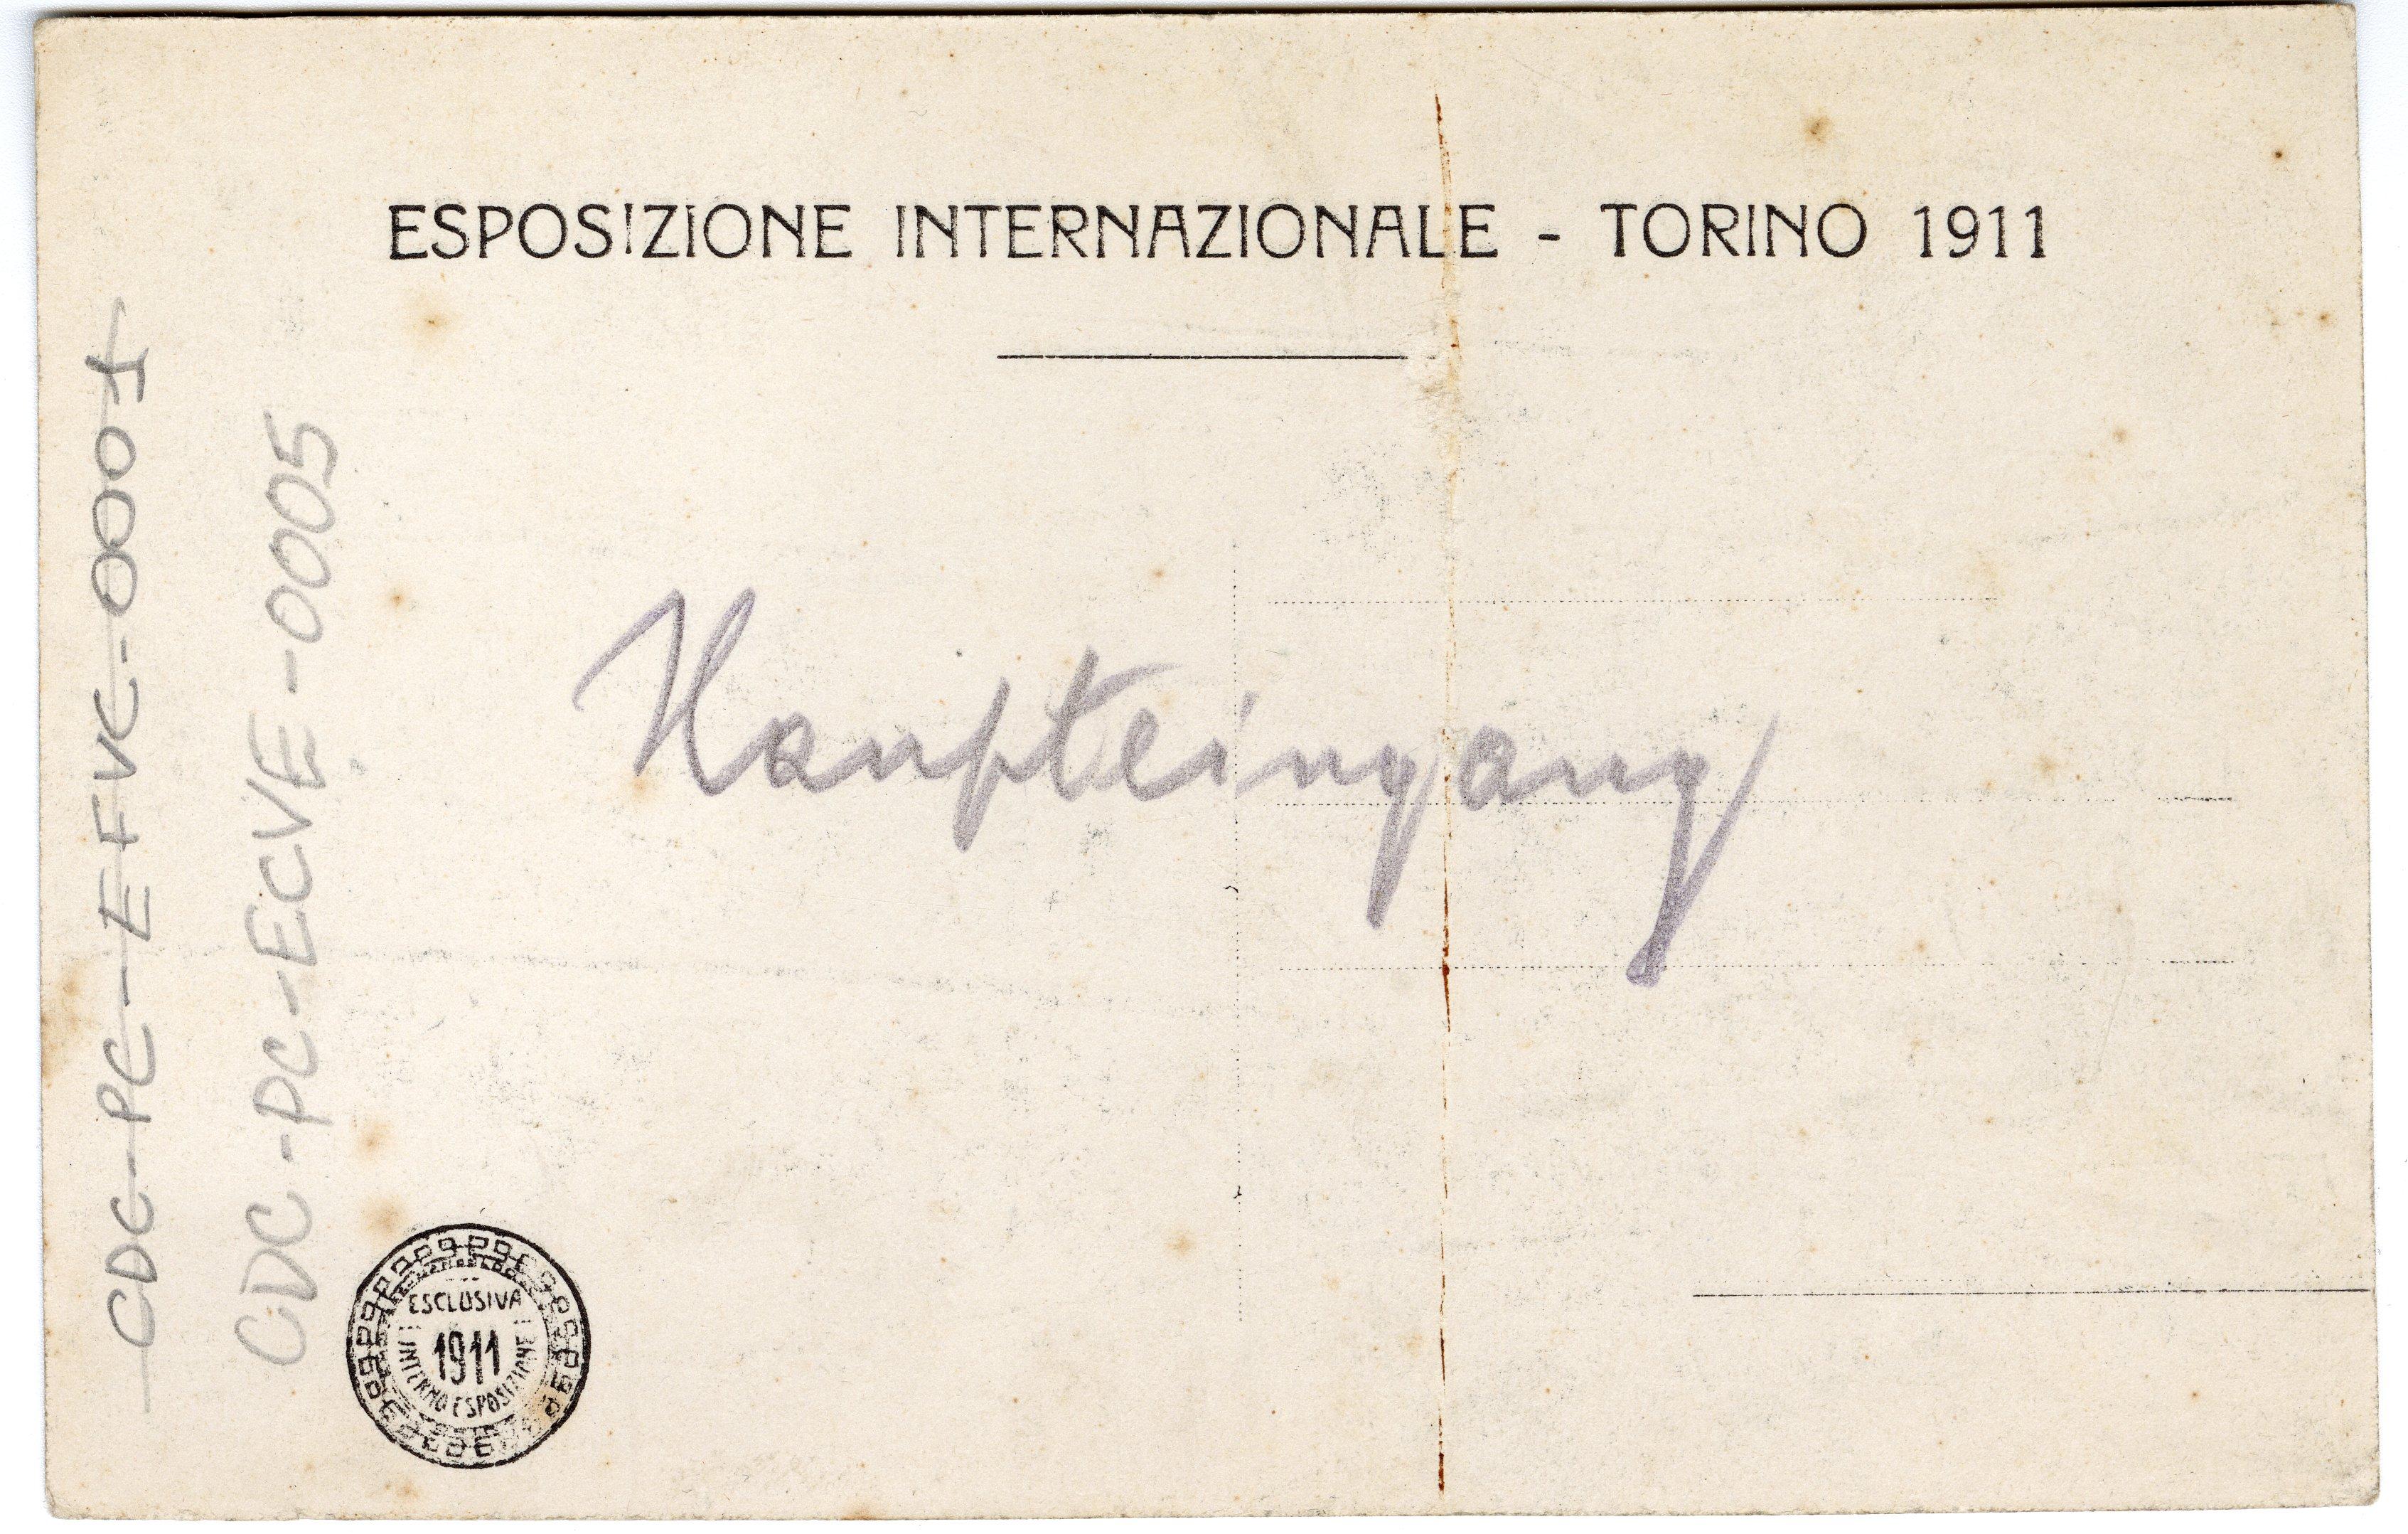 ESPOSIZIONE INTERNAZIONALE - TORINO 1911
CDC-PC-EFVC-0001
CDC-PC-ECVE-0005
Haupteingang
ESCLUSIVA
1911
INTERNO ESPOSIZIONE